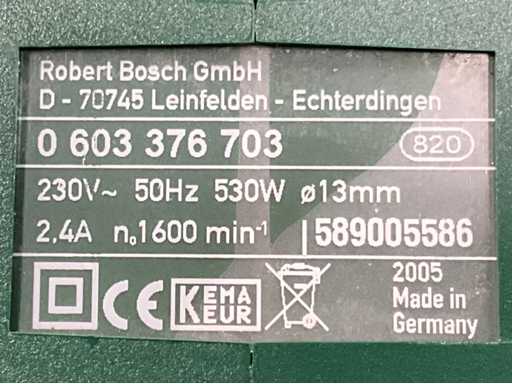 Robert Bosch GmbH
D - 70745 Leinfelden - Echterdingen
0 603 376 703 820
230V~ 50Hz 530W ø13mm
2,4A n₀1600 min⁻¹ 589005586
CE KEMA KEUR
2005
Made in
Germany